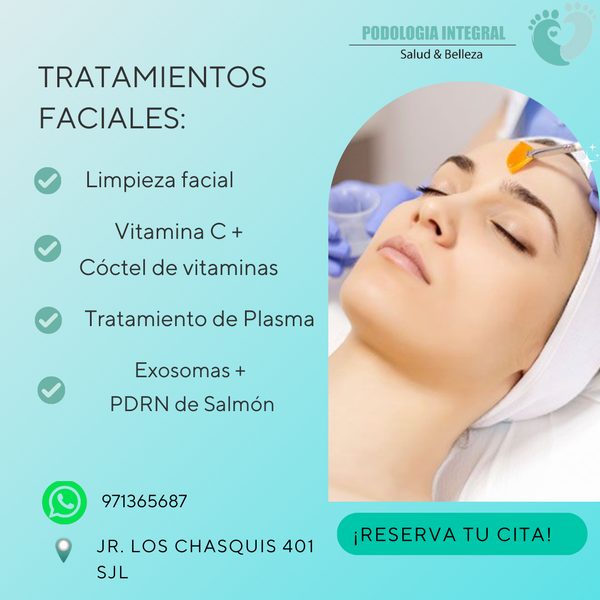 PODOLOGIA INTEGRAL
Salud & Belleza
TRATAMIENTOS
FACIALES:
Limpieza facial
Vitamina C +
Cóctel de vitaminas
Tratamiento de Plasma
Exosomas +
PDRN de Salmón
971365687
JR. LOS CHASQUIS 401
SJL
¡RESERVA TU CITA!